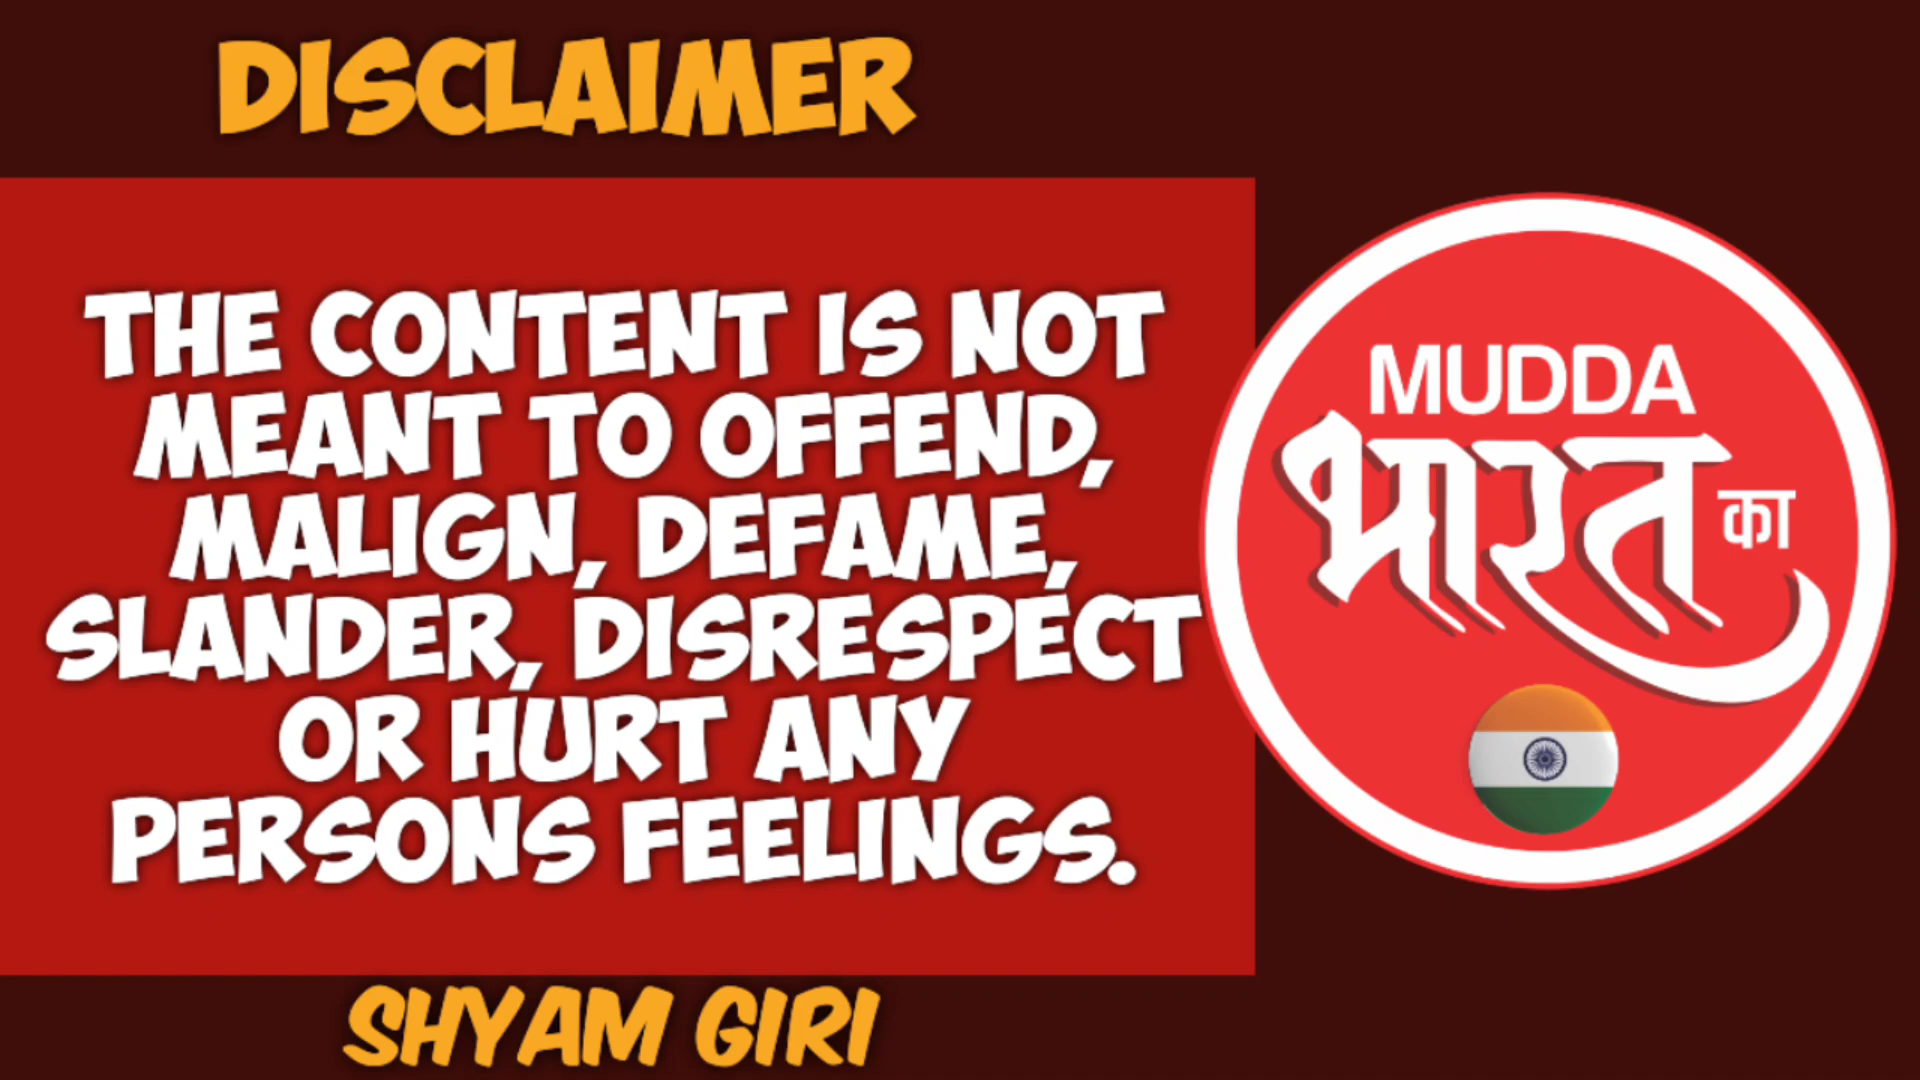 DISCLAIMER
THE CONTENT IS NOT
MEANT TO OFFEND,
MALIGN, DEFAME,
SLANDER, DISRESPECT
OR HURT ANY
PERSONS FEELINGS.
SHYAM GIRI
MUDDA
भारत का